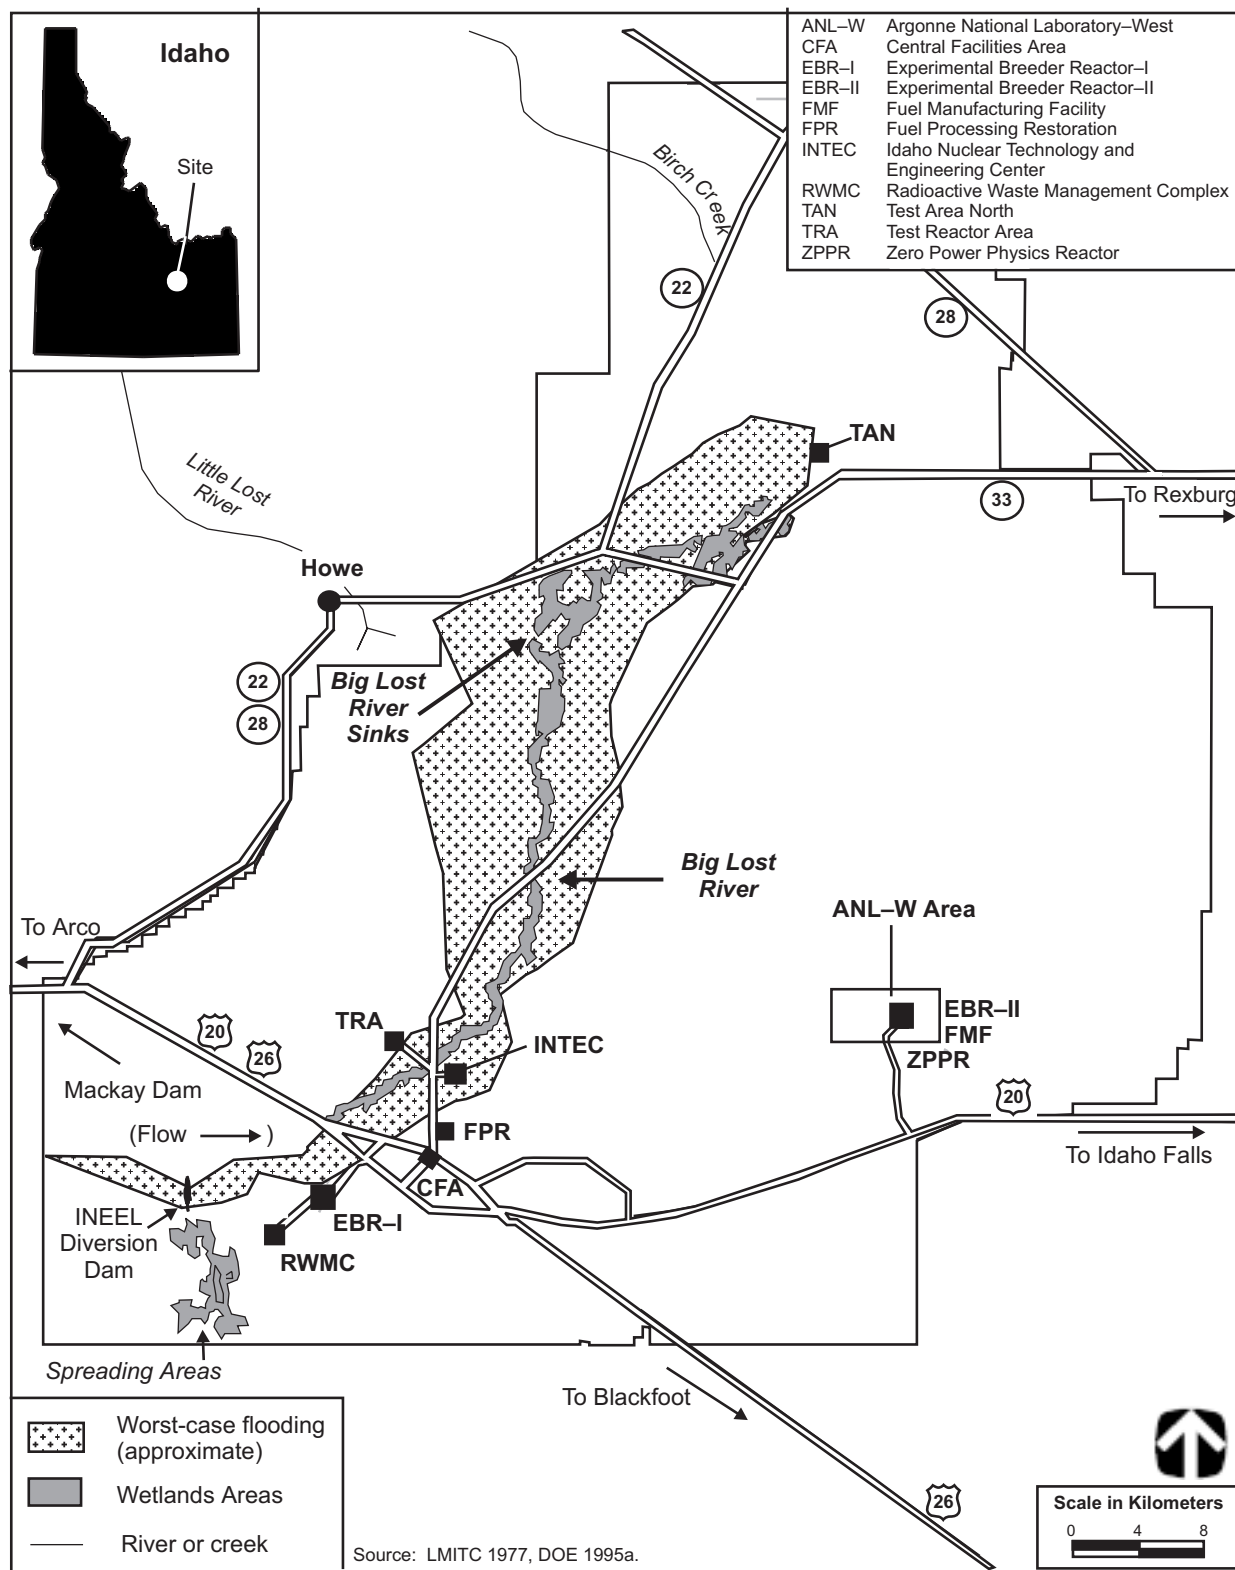 Idaho
Site
ANL–W Argonne National Laboratory–West
CFA Central Facilities Area
EBR–I Experimental Breeder Reactor–I
EBR–II Experimental Breeder Reactor–II
FMF Fuel Manufacturing Facility
FPR Fuel Processing Restoration
INTEC Idaho Nuclear Technology and
Engineering Center
RWMC Radioactive Waste Management Complex
TAN Test Area North
TRA Test Reactor Area
ZPPR Zero Power Physics Reactor
Birch Creek
22
28
TAN
Little Lost
River
33
To Rexburg
Howe
22
28
Big Lost
River
Sinks
Big Lost
River
ANL–W Area
To Arco
EBR–II
FMF
ZPPR
TRA
20
26
INTEC
Mackay Dam
(Flow )
FPR
20
To Idaho Falls
CFA
INEEL
Diversion
Dam
EBR–I
RWMC
Spreading Areas
To Blackfoot
26
Worst-case flooding
(approximate)
Wetlands Areas
River or creek
Source: LMITC 1977, DOE 1995a.
Scale in Kilometers
0 4 8